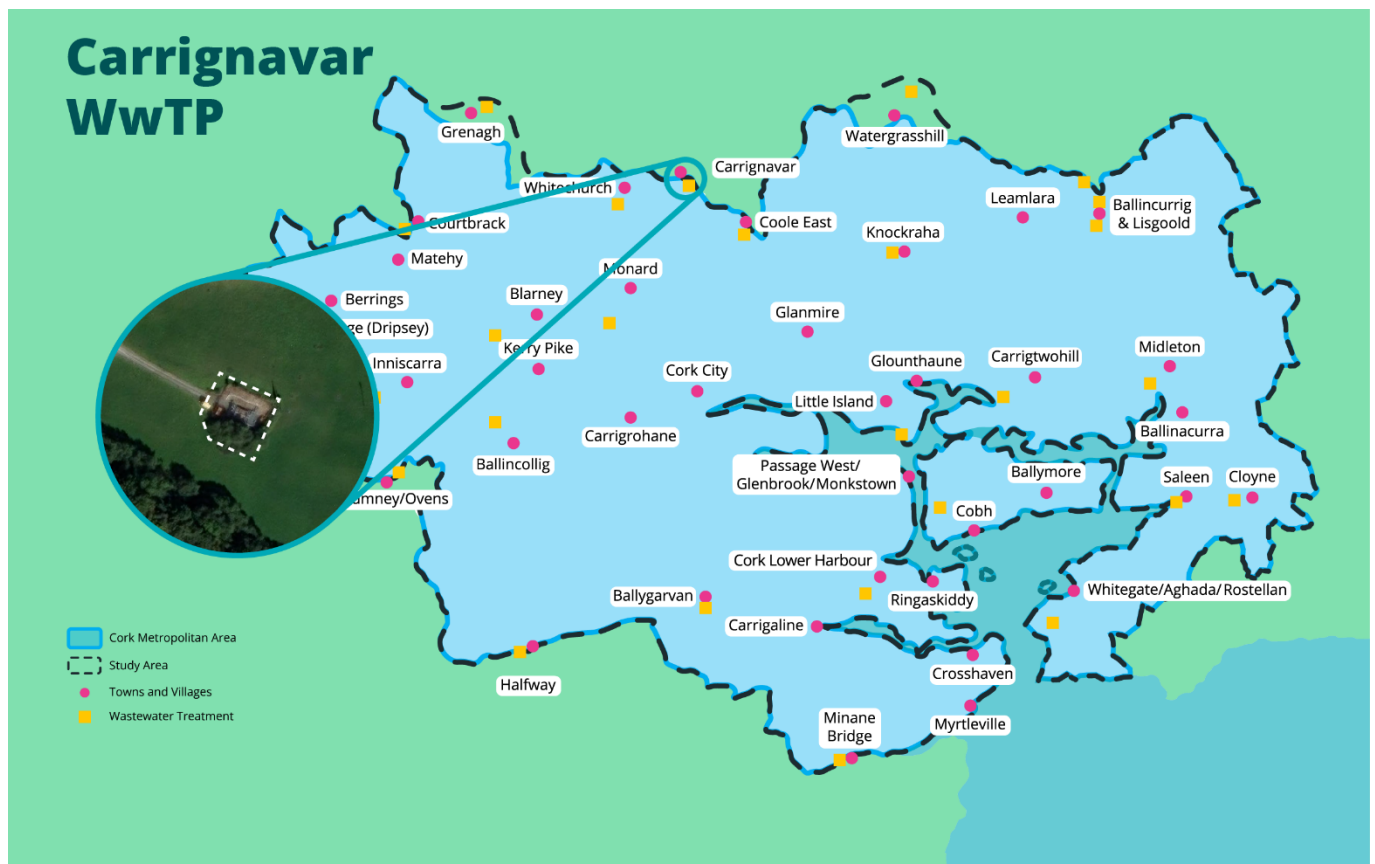 Carrignavar
WwTP
Grenagh
Watergrasshill
Carrignavar
Whitechurch
Leamlara
Ballincurrig
& Lisgoold
Courtbrack
Coole East
Knockraha
Matehy
Monard
Blarney
Berrings
Glanmire
(Dripsey)
Kerry Pike
Midleton
Inniscarra
Glounthaune
Carrigtwohill
Cork City
Little Island
Carrigrohane
Ballinacurra
Ballincollig
Passage West/
Glenbrook/Monkstown
Ballymore
Saleen
Cloyne
/Ovens
Cobh
Cork Lower Harbour
Whitegate/Aghada/Rostellan
Ballygarvan
Ringaskiddy
Carrigaline
Crosshaven
Halfway
Minane
Bridge
Myrtleville
Cork Metropolitan Area
Study Area
Towns and Villages
Wastewater Treatment